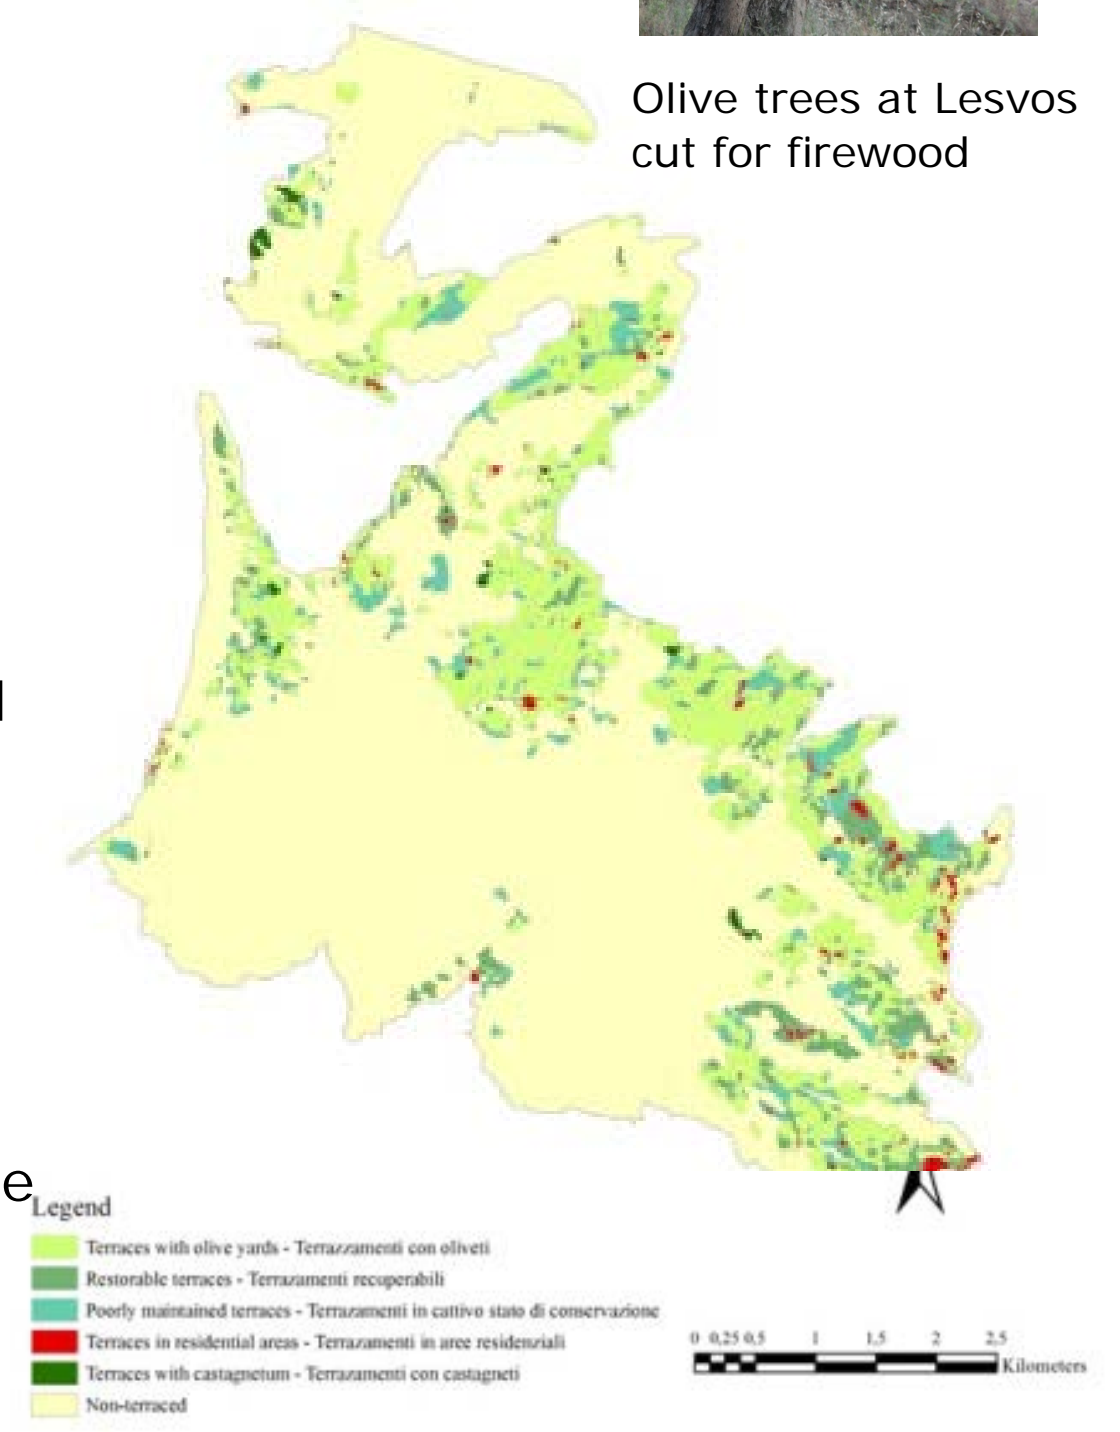 Olive trees at Lesvos
cut for firewood
e
Legend
Terraces with olive yards - Terrazzamenti con oliveti
Restorable terraces - Terrazamenti recuperabili
Poorly maintained terraces - Terrazamenti in cattivo stato di conservazione
Terraces in residential areas - Terrazamenti in aree residenziali
Terraces with castagnetum - Terrazamenti con castagneti
Non-terraced
0 0,25 0,5 1 1,5 2 2,5
Kilometers